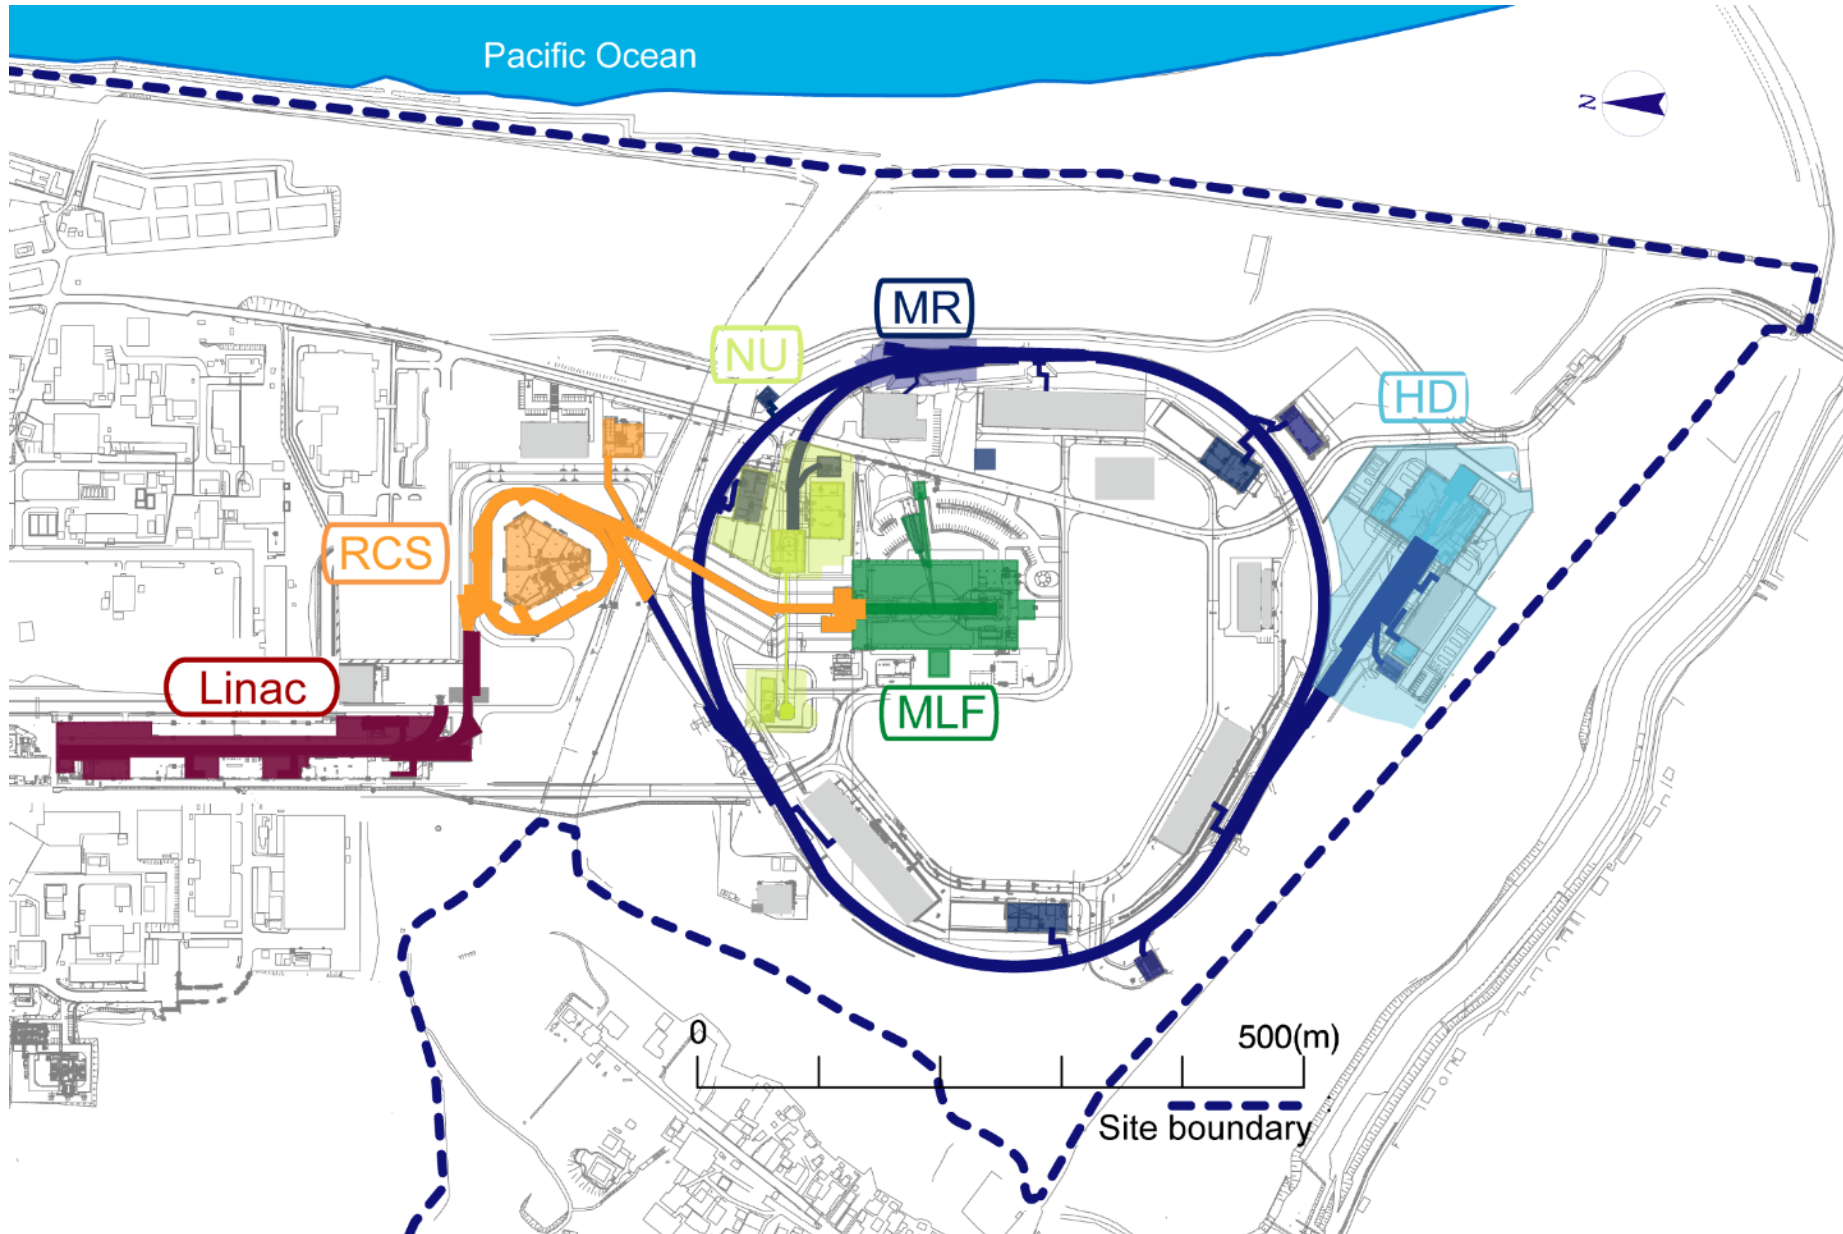 Pacific Ocean
N
MR
NU
HD
RCS
Linac
MLF
0
500(m)
Site boundary